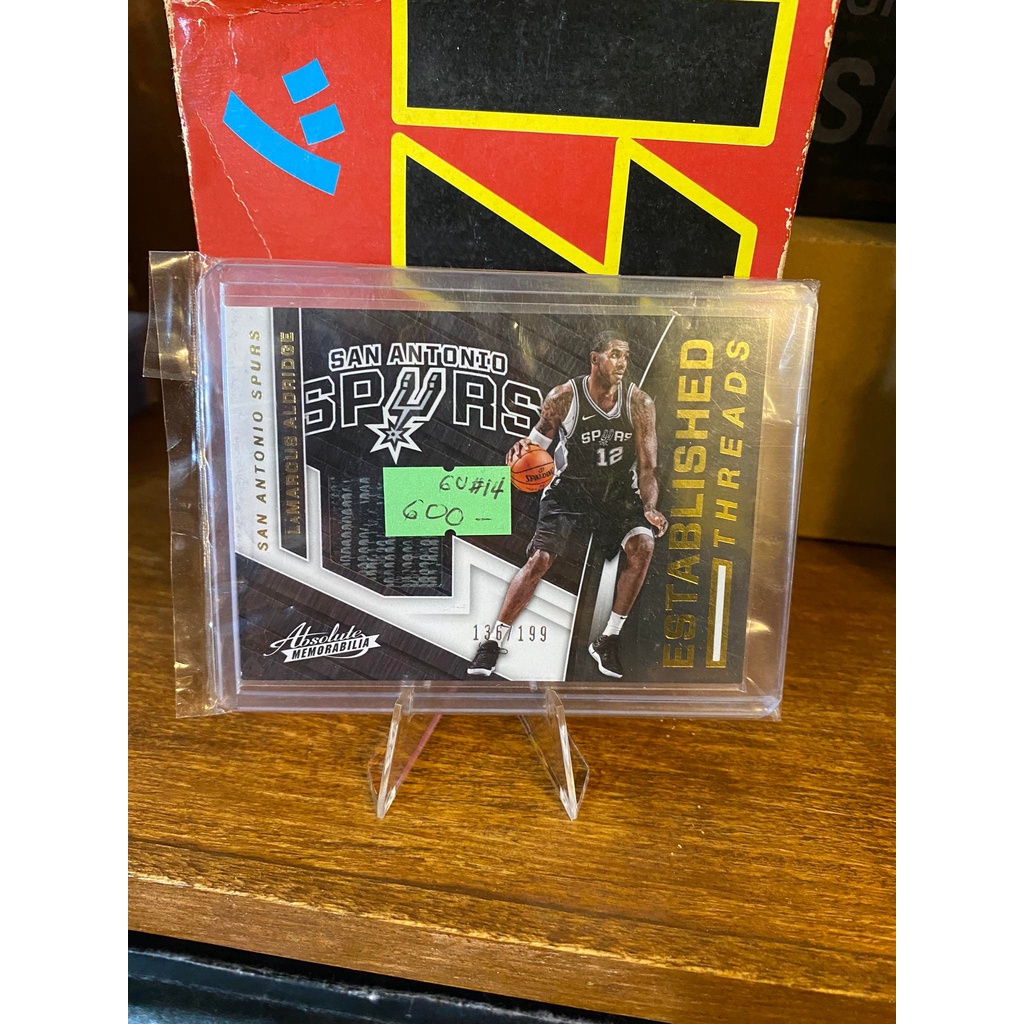 SAN ANTONIO SPURS
LAMARCUS ALDRIDGE
SAN ANTONIO
SPURS
GU#14
600-
SPURS
12
SPALDING
136/199
Absolute
MEMORABILIA
ESTABLISHED
THREADS